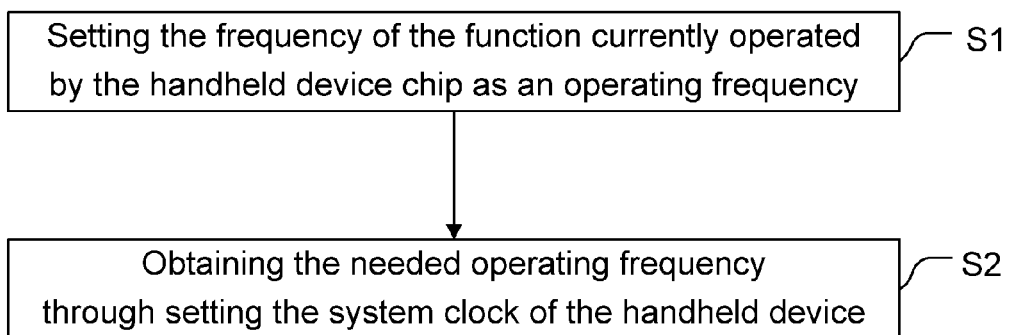 Setting the frequency of the function currently operated
by the handheld device chip as an operating frequency
S1
Obtaining the needed operating frequency
through setting the system clock of the handheld device
S2